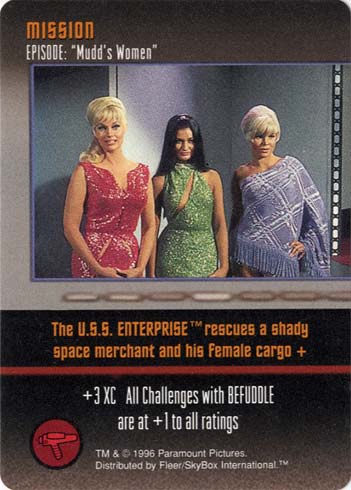 MISSION
EPISODE: "Mudd's Women"
The U.S.S. ENTERPRISE™ rescues a shady
space merchant and his female cargo +
+3 XC All Challenges with BEFUDDLE
are at +1 to all ratings
TM & © 1996 Paramount Pictures.
Distributed by Fleer/SkyBox International.™